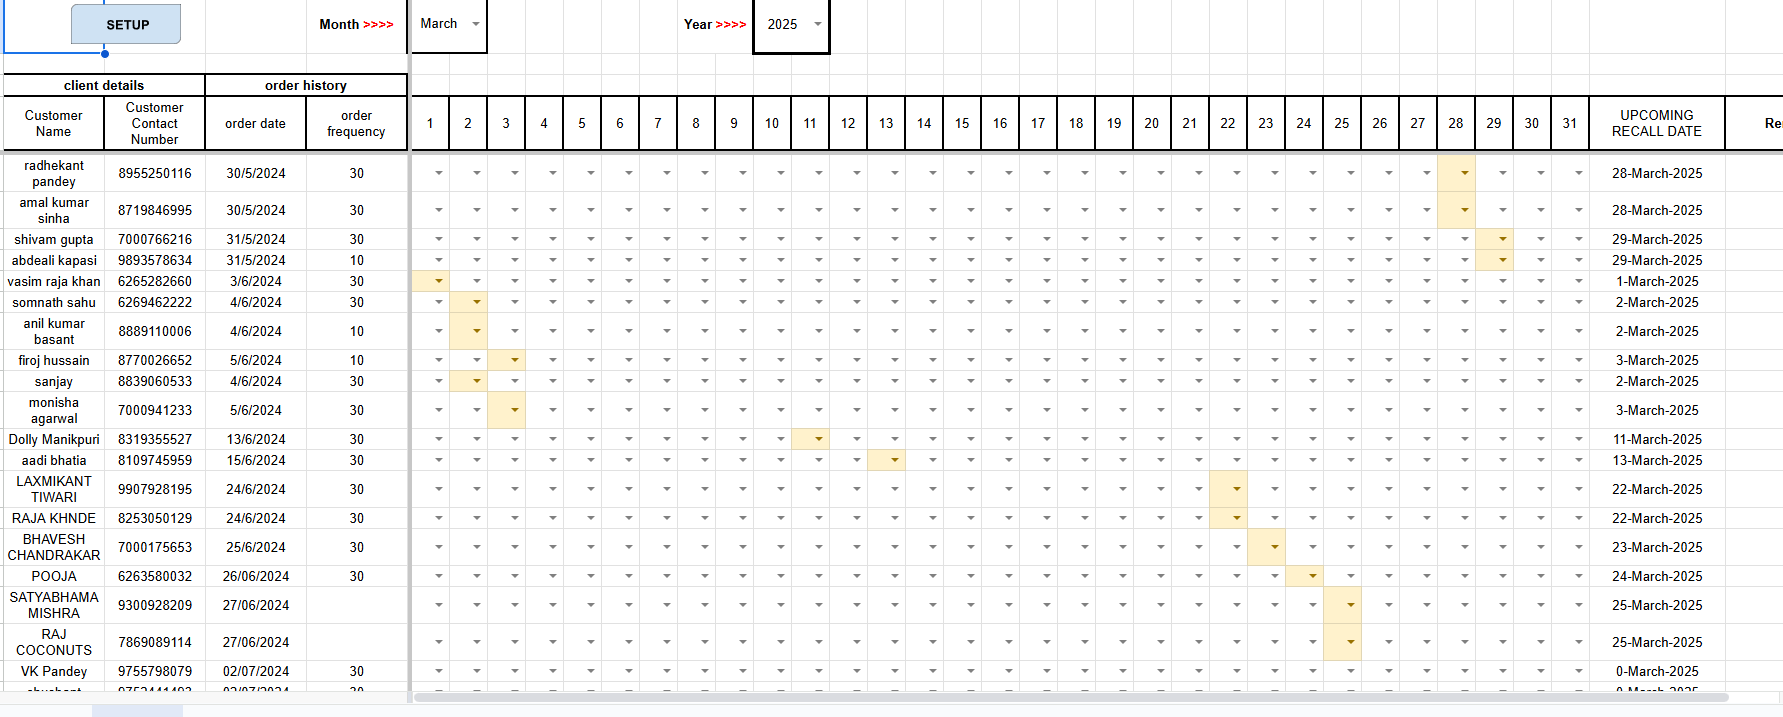 SETUP Month >>>> March Year >>>> 2025
client details order history
Customer Name Customer Contact Number order date order frequency 1 2 3 4 5 6 7 8 9 10 11 12 13 14 15 16 17 18 19 20 21 22 23 24 25 26 27 28 29 30 31 UPCOMING RECALL DATE
radhekant pandey 8955250116 30/5/2024 30 28-March-2025
amal kumar sinha 8719846995 30/5/2024 30 28-March-2025
shivam gupta 7000766216 31/5/2024 30 29-March-2025
abdeali kapasi 9893578634 31/5/2024 10 29-March-2025
vasim raja khan 6265282660 3/6/2024 30 1-March-2025
somnath sahu 6269462222 4/6/2024 30 2-March-2025
anil kumar basant 8889110006 4/6/2024 10 2-March-2025
firoj hussain 8770026652 5/6/2024 10 3-March-2025
sanjay 8839060533 4/6/2024 30 2-March-2025
monisha agarwal 7000941233 5/6/2024 30 3-March-2025
Dolly Manikpuri 8319355527 13/6/2024 30 11-March-2025
aadi bhatia 8109745959 15/6/2024 30 13-March-2025
LAXMIKANT TIWARI 9907928195 24/6/2024 30 22-March-2025
RAJA KHNDE 8253050129 24/6/2024 30 22-March-2025
BHAVESH CHANDRAKAR 7000175653 25/6/2024 30 23-March-2025
POOJA 6263580032 26/06/2024 30 24-March-2025
SATYABHAMA MISHRA 9300928209 27/06/2024 25-March-2025
RAJ COCONUTS 7869089114 27/06/2024 25-March-2025
VK Pandey 9755798079 02/07/2024 30 0-March-2025